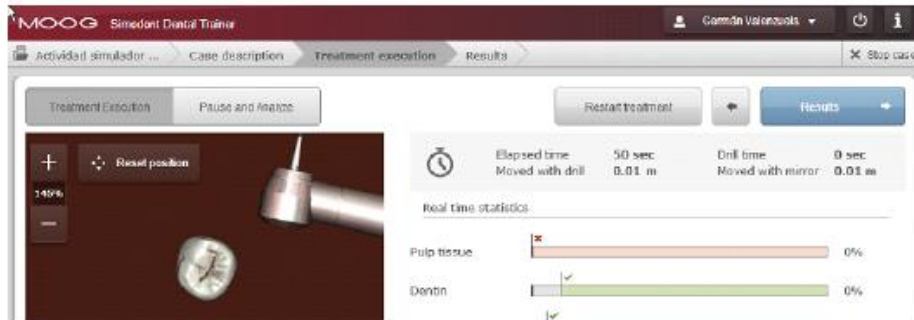 MOOG Simodont Dental Trainer
Germán Valenzuela
Actividad simulador ... Case description Treatment execution Results
Stop case
Treatment Execution Pause and Analize
Restart treatment Results
Reset position
146%
Elapsed time 50 sec Drill time 0 sec
Moved with drill 0.01 m Moved with mirror 0.01 m
Real time statistics
Pulp tissue 0%
Dentin 0%